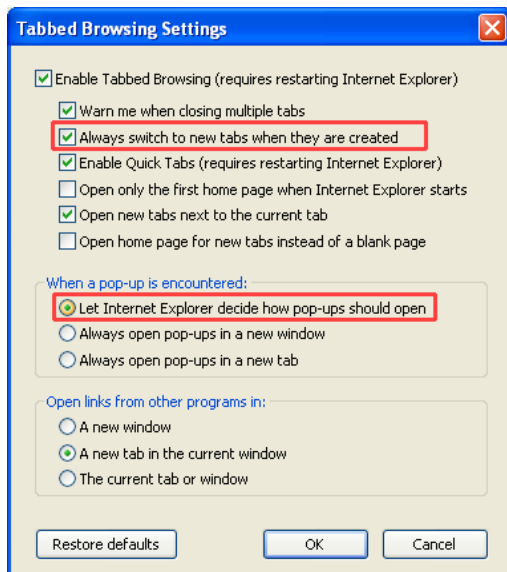 Tabbed Browsing Settings
Enable Tabbed Browsing (requires restarting Internet Explorer)
Warn me when closing multiple tabs
Always switch to new tabs when they are created
Enable Quick Tabs (requires restarting Internet Explorer)
Open only the first home page when Internet Explorer starts
Open new tabs next to the current tab
Open home page for new tabs instead of a blank page
When a pop-up is encountered:
Let Internet Explorer decide how pop-ups should open
Always open pop-ups in a new window
Always open pop-ups in a new tab
Open links from other programs in:
A new window
A new tab in the current window
The current tab or window
Restore defaults OK Cancel